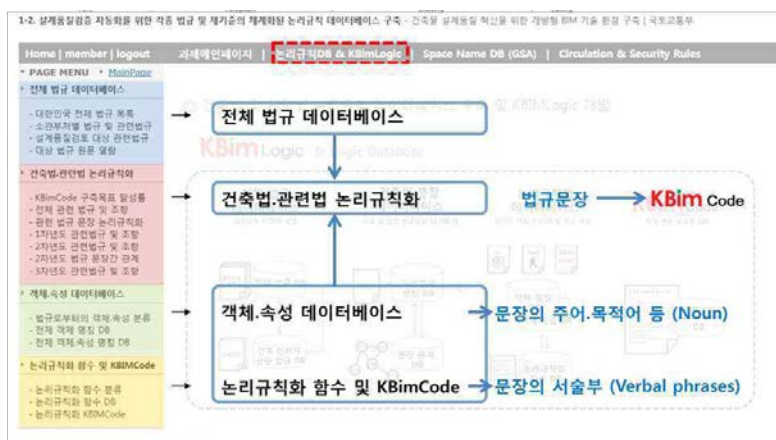 1-2. 설계품질검증 자동화를 위한 각종 법규 및 제기준의 체계화된 논리규칙 데이터베이스 구축 - 건축물 설계품질 혁신을 위한 개방형 BIM 기술 환경 구축 | 국토교통부
Home | member | logout 과제메인페이지 | 논리규칙DB & KBimLogic | Space Name DB (GSA) | Circulation & Security Rules
PAGE MENU MainPage
전체 법규 데이터베이스
- 대한민국 전체 법규 목록
- 소관부처별 법규 및 관련법규
- 설계품질검토 대상 관련법규
- 대상 법규 원문 열람
건축법.관련법 논리규칙화
- KBimCode 구축목표 달성률
- 전체 관련 법규 및 조항
- 관련 법규 문장 논리규칙화
- 1차년도 관련법규 및 조항
- 2차년도 관련법규 및 조항
- 2차년도 법규 문장간 관계
- 3차년도 관련법규 및 조항
객체.속성 데이터베이스
- 법규로부터의 객체.속성 분류
- 전체 객체 명칭 DB
- 전체 객체.속성 명칭 DB
논리규칙화 함수 및 KBIMCode
- 논리규칙화 함수 분류
- 논리규칙화 함수 DB
- 논리규칙화 KBIMCode
및 KBIMLogic 개발
KBim Logic & Logic Database
전체 법규 데이터베이스
건축법.관련법 논리규칙화
법규문장 KBim Code
객체.속성 데이터베이스
문장의 주어.목적어 등 (Noun)
논리규칙화 함수 및 KBimCode
문장의 서술부 (Verbal phrases)